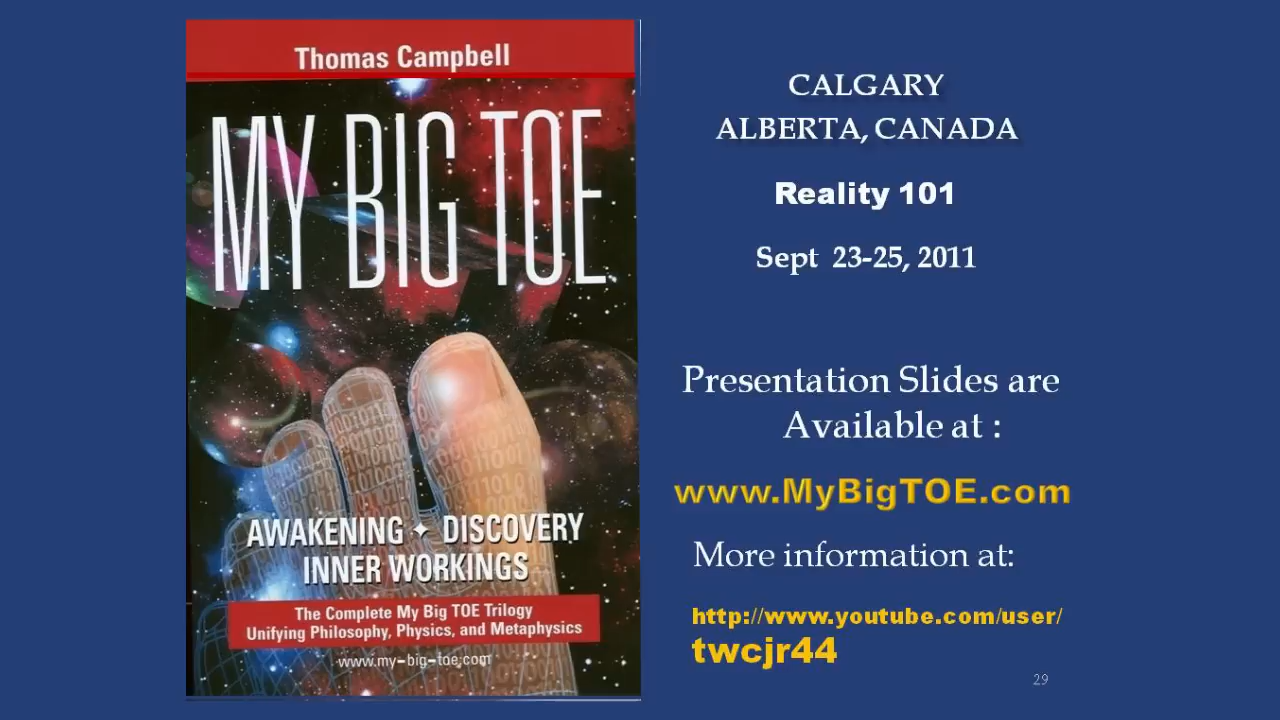 Thomas Campbell
MY BIG TOE
AWAKENING ✦ DISCOVERY
INNER WORKINGS
The Complete My Big TOE Trilogy
Unifying Philosophy, Physics, and Metaphysics
www.my-big-toe.com
CALGARY
ALBERTA, CANADA
Reality 101
Sept 23-25, 2011
Presentation Slides are
Available at :
www.MyBigTOE.com
More information at:
http://www.youtube.com/user/
twcjr44
29